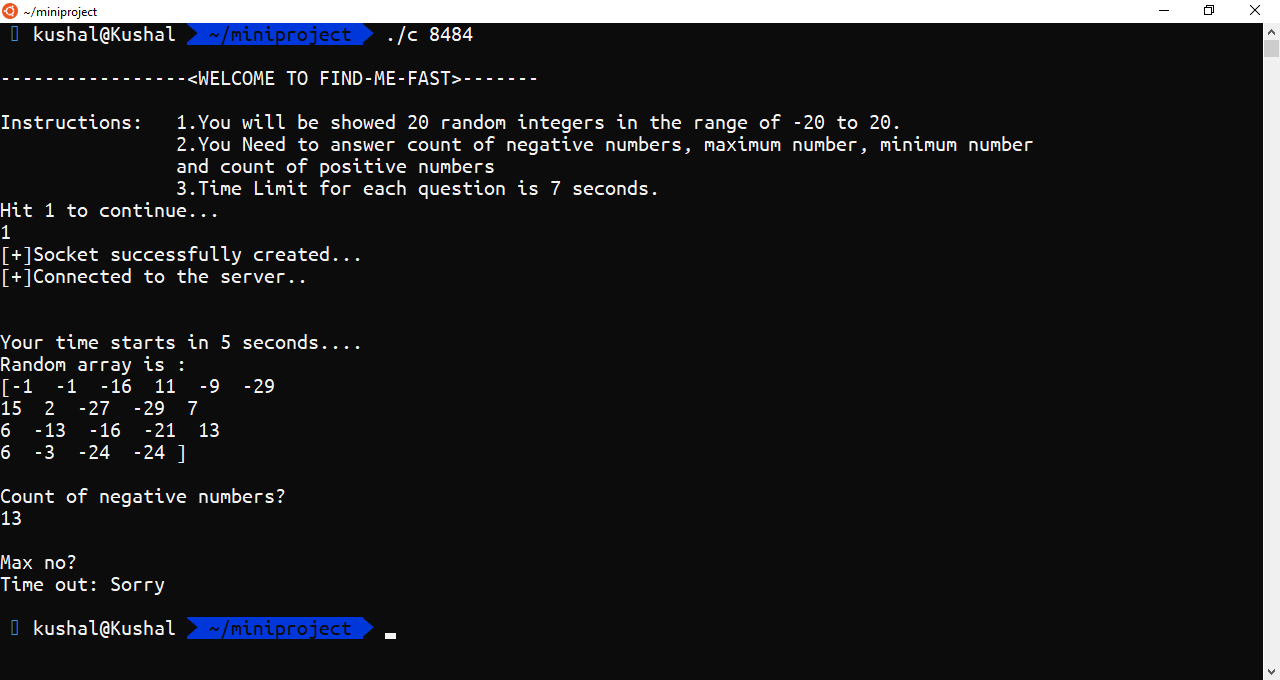 ~/miniproject
kushal@Kushal ~/miniproject ./c 8484
-----------------<WELCOME TO FIND-ME-FAST>-------
Instructions: 1.You will be showed 20 random integers in the range of -20 to 20.
2.You Need to answer count of negative numbers, maximum number, minimum number
and count of positive numbers
3.Time Limit for each question is 7 seconds.
Hit 1 to continue...
1
[+]Socket successfully created...
[+]Connected to the server..
Your time starts in 5 seconds....
Random array is :
[-1 -1 -16 11 -9 -29
15 2 -27 -29 7
6 -13 -16 -21 13
6 -3 -24 -24 ]
Count of negative numbers?
13
Max no?
Time out: Sorry
kushal@Kushal ~/miniproject